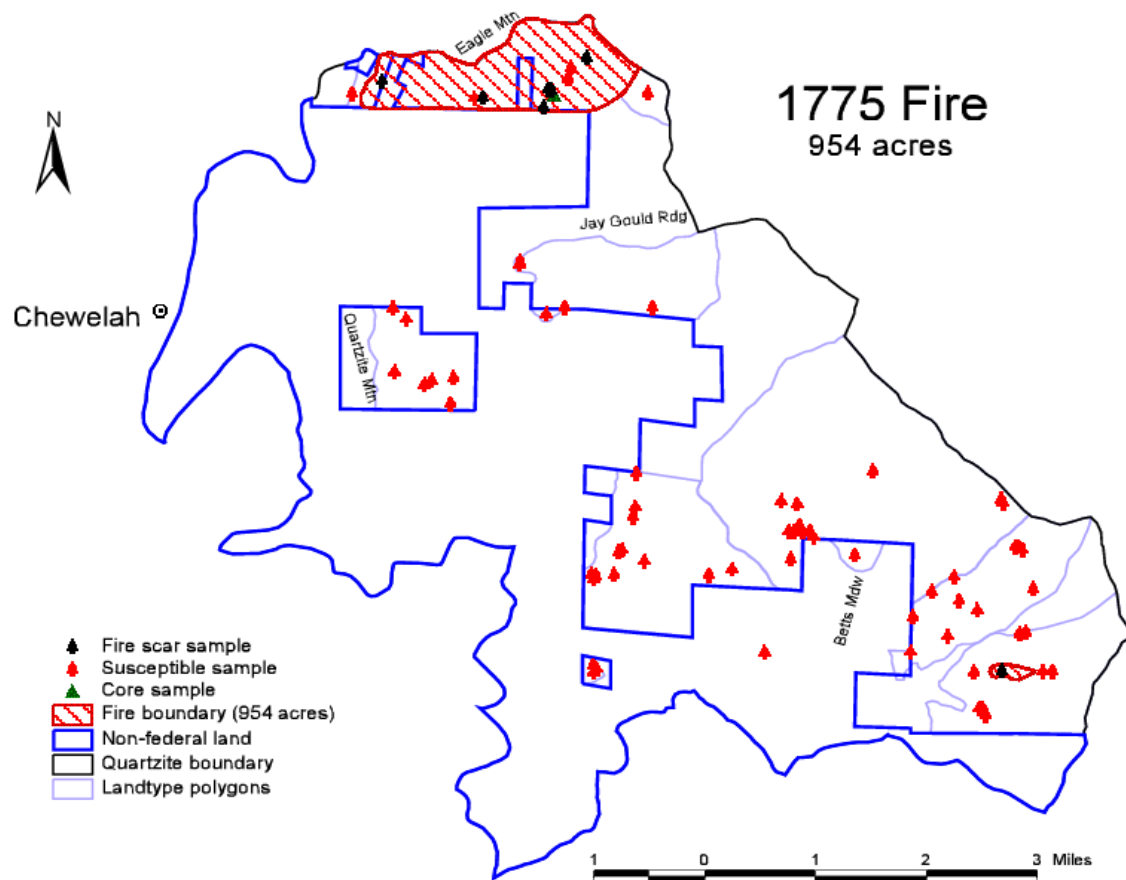 Eagle Mtn
1775 Fire
954 acres
N
Jay Gould Rdg
Chewelah
Quartzite Mtn
Betts Mdw
Fire scar sample
Susceptible sample
Core sample
Fire boundary (954 acres)
Non-federal land
Quartzite boundary
Landtype polygons
1 0 1 2 3 Miles